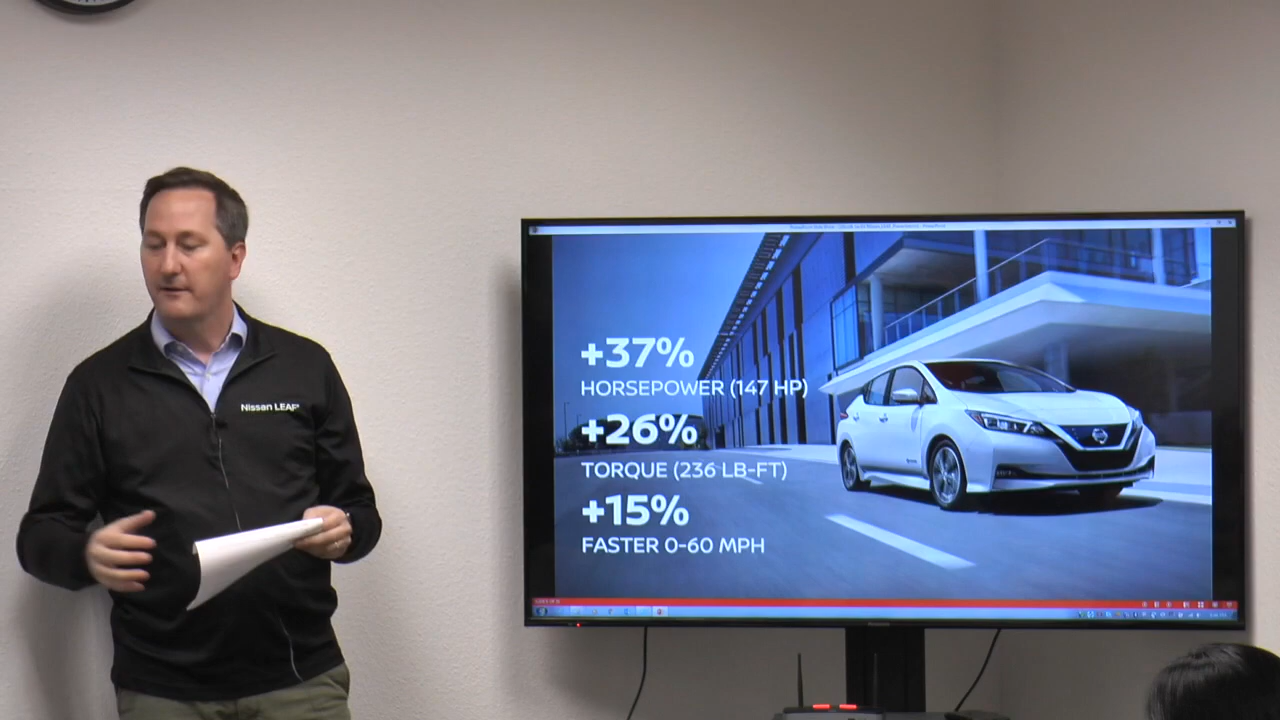 Nissan LEAF
+37%
HORSEPOWER (147 HP)
+26%
TORQUE (236 LB-FT)
+15%
FASTER 0-60 MPH